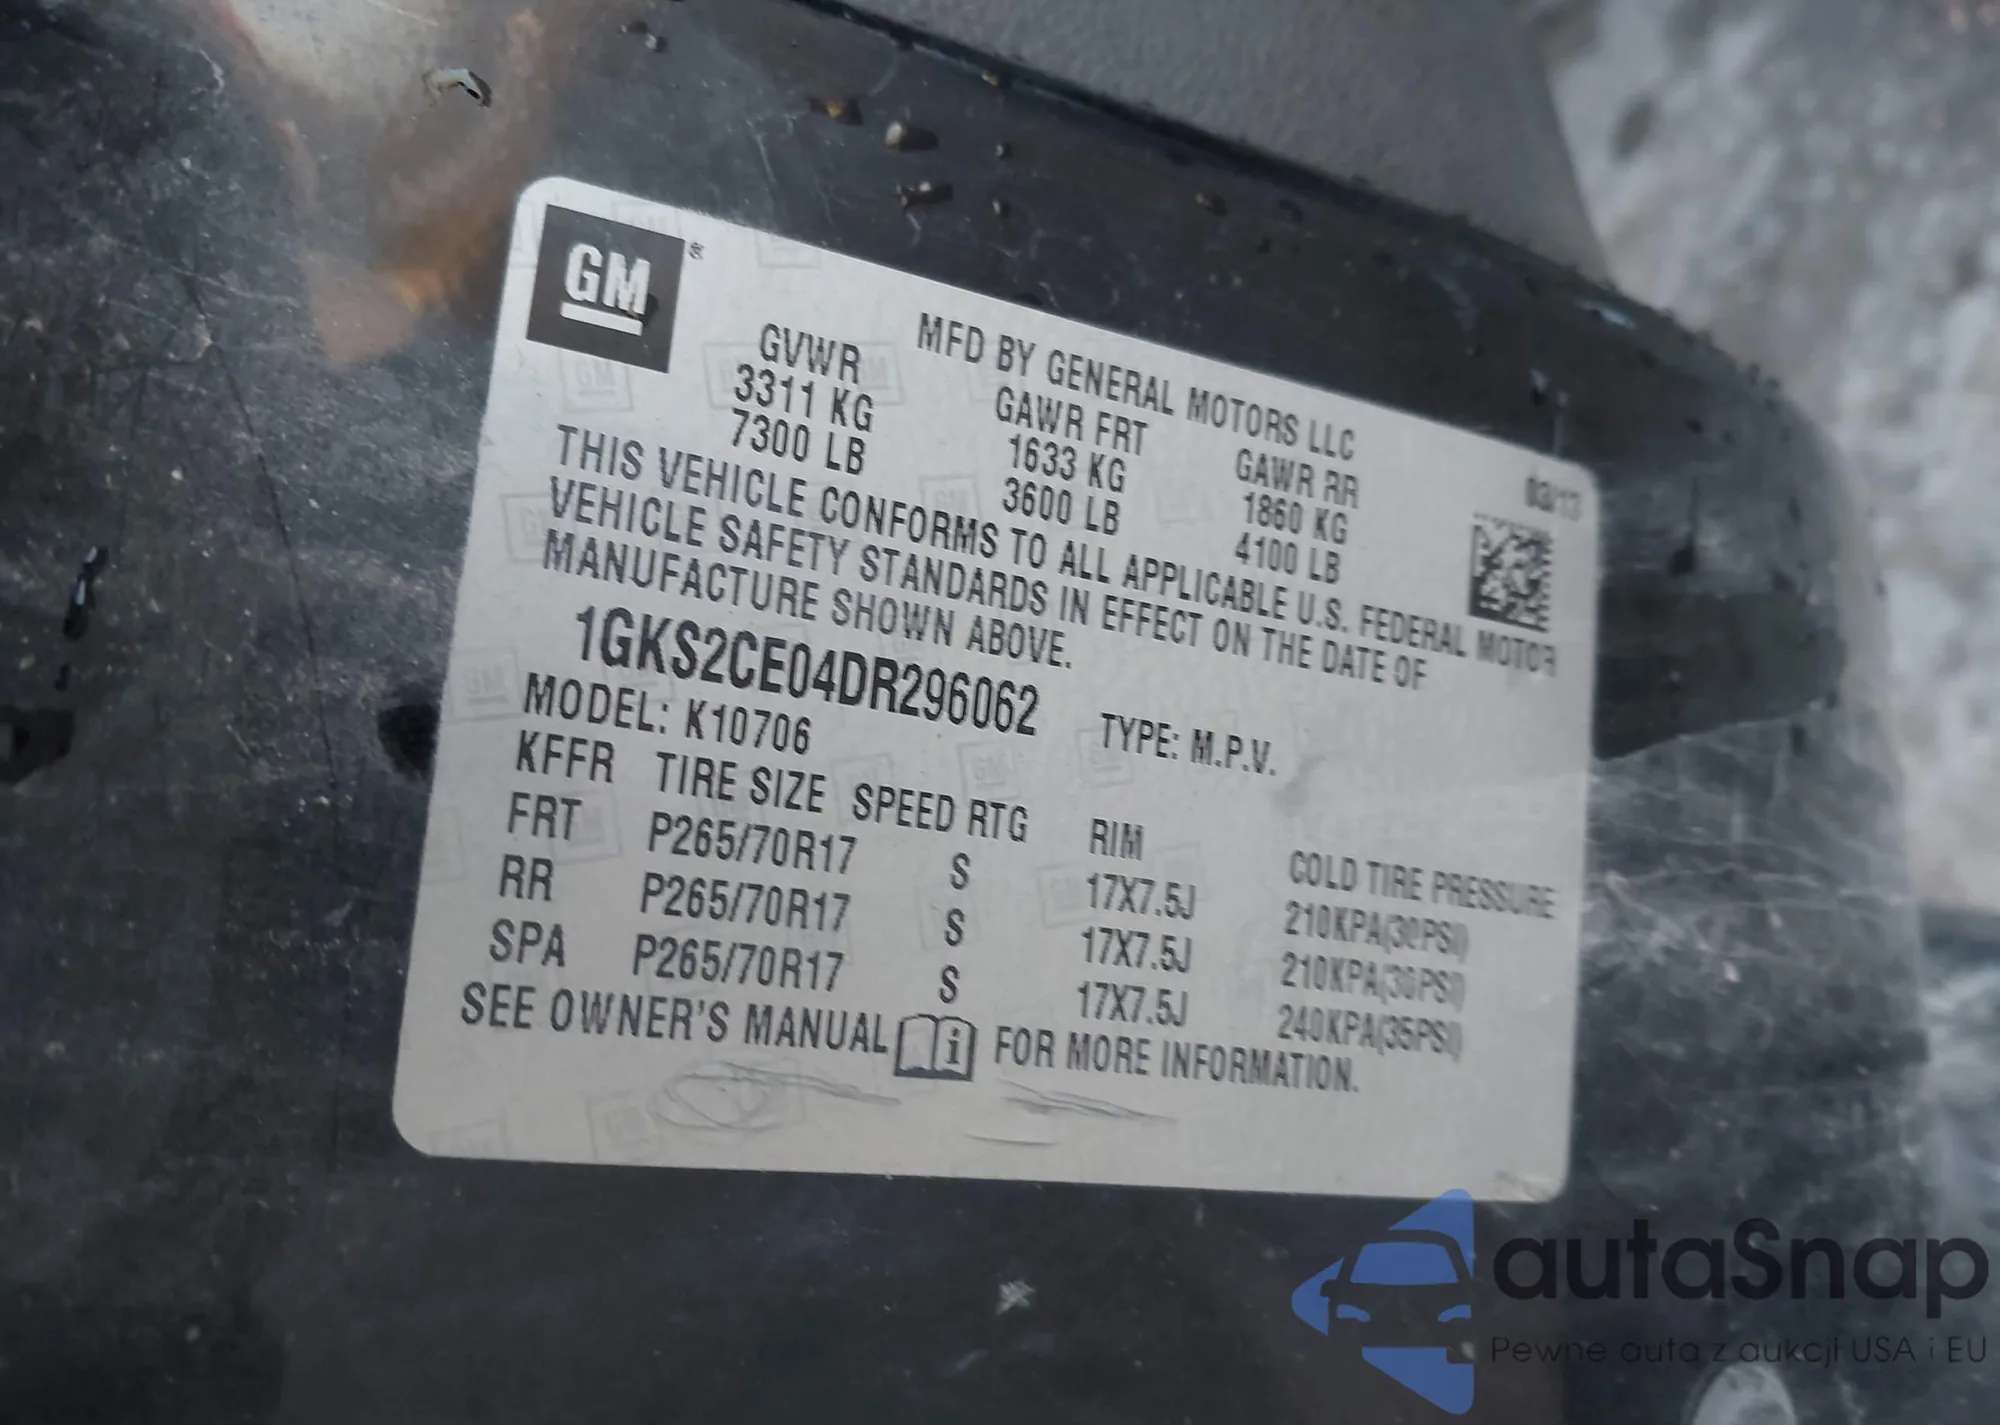 GM ®
MFD BY GENERAL MOTORS LLC
03/13
GVWR GAWR FRT GAWR RR
3311 KG 1633 KG 1860 KG
7300 LB 3600 LB 4100 LB
THIS VEHICLE CONFORMS TO ALL APPLICABLE U.S. FEDERAL MOTOR
VEHICLE SAFETY STANDARDS IN EFFECT ON THE DATE OF
MANUFACTURE SHOWN ABOVE.
1GKS2CE04DR296062 TYPE: M.P.V.
MODEL: K10706
KFFR TIRE SIZE SPEED RTG RIM COLD TIRE PRESSURE
FRT P265/70R17 S 17X7.5J 210KPA(30PSI)
RR P265/70R17 S 17X7.5J 210KPA(30PSI)
SPA P265/70R17 S 17X7.5J 240KPA(35PSI)
SEE OWNER'S MANUAL i FOR MORE INFORMATION.
autaSnap
Pewne auta z aukcji USA i EU